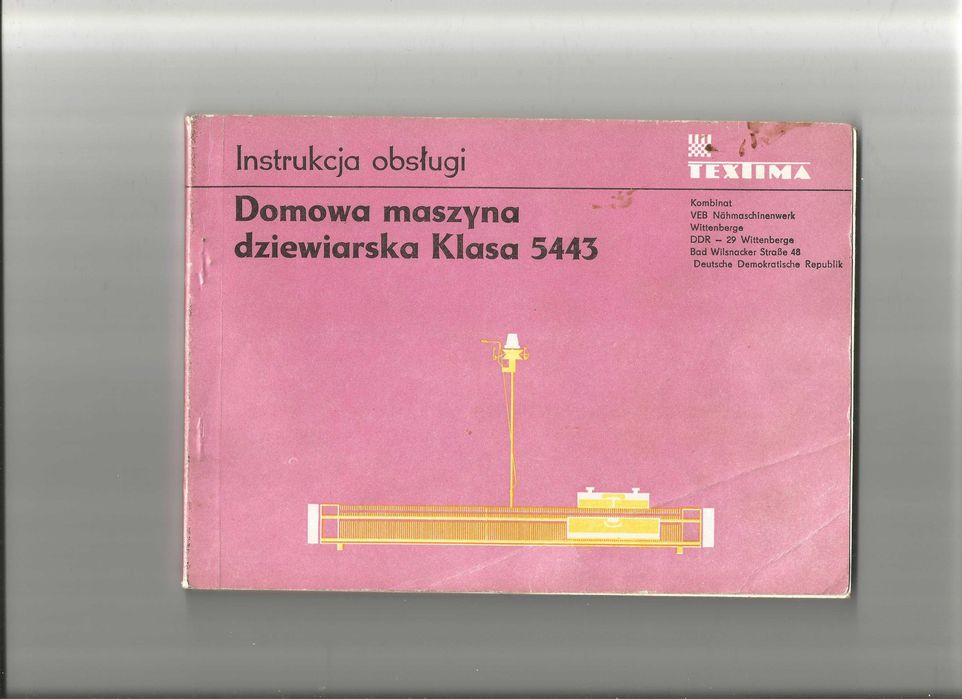 Instrukcja obsługi
Domowa maszyna
dziewiarska Klasa 5443
TEXTIMA
Kombinat
VEB Nähmaschinenwerk
Wittenberge
DDR – 29 Wittenberge
Bad Wilsnacker Straße 48
Deutsche Demokratische Republik